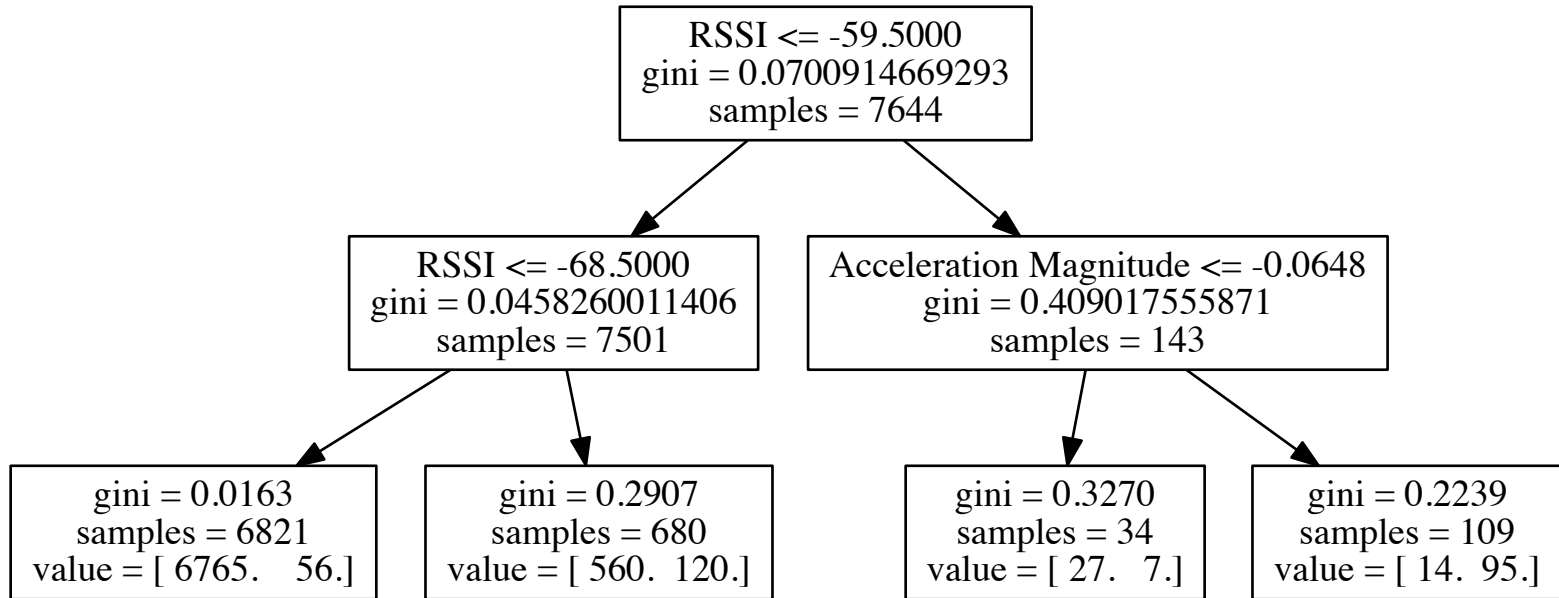 RSSI <= -59.5000
gini = 0.0700914669293
samples = 7644
RSSI <= -68.5000
gini = 0.0458260011406
samples = 7501
Acceleration Magnitude <= -0.0648
gini = 0.409017555871
samples = 143
gini = 0.0163
samples = 6821
value = [ 6765.    56.]
gini = 0.2907
samples = 680
value = [ 560.  120.]
gini = 0.3270
samples = 34
value = [ 27.   7.]
gini = 0.2239
samples = 109
value = [ 14.  95.]